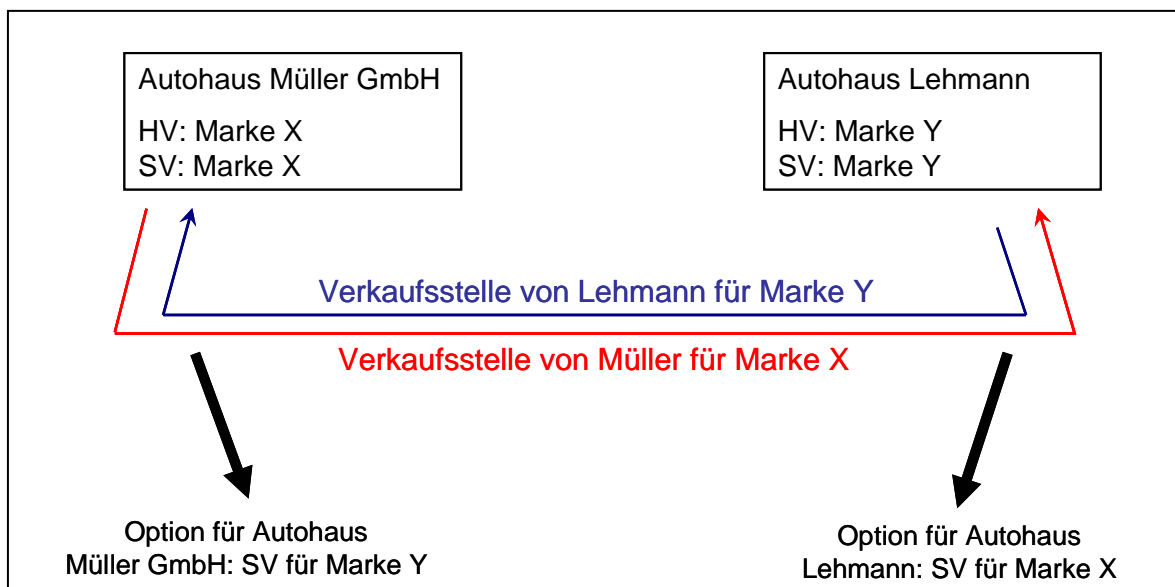 Autohaus Müller GmbH
HV: Marke X
SV: Marke X
Autohaus Lehmann
HV: Marke Y
SV: Marke Y
Verkaufsstelle von Lehmann für Marke Y
Verkaufsstelle von Müller für Marke X
Option für Autohaus
Müller GmbH: SV für Marke Y
Option für Autohaus
Lehmann: SV für Marke X